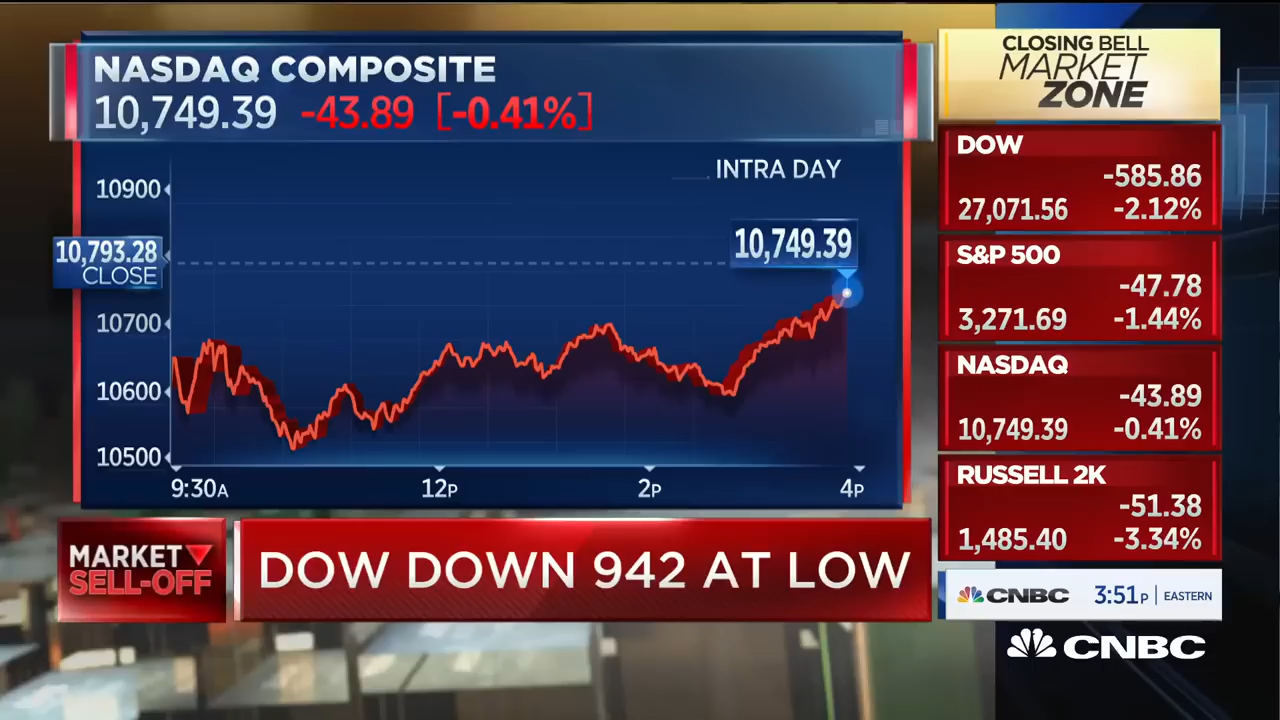 NASDAQ COMPOSITE
10,749.39 -43.89 [-0.41%]
INTRA DAY
10900
10,793.28
CLOSE
10,749.39
10700
10600
10500
9:30A 12P 2P 4P
MARKET
SELL-OFF
DOW DOWN 942 AT LOW
CLOSING BELL
MARKET
ZONE
DOW
-585.86
27,071.56 -2.12%
S&P 500
-47.78
3,271.69 -1.44%
NASDAQ
-43.89
10,749.39 -0.41%
RUSSELL 2K
-51.38
1,485.40 -3.34%
CNBC 3:51P EASTERN
CNBC